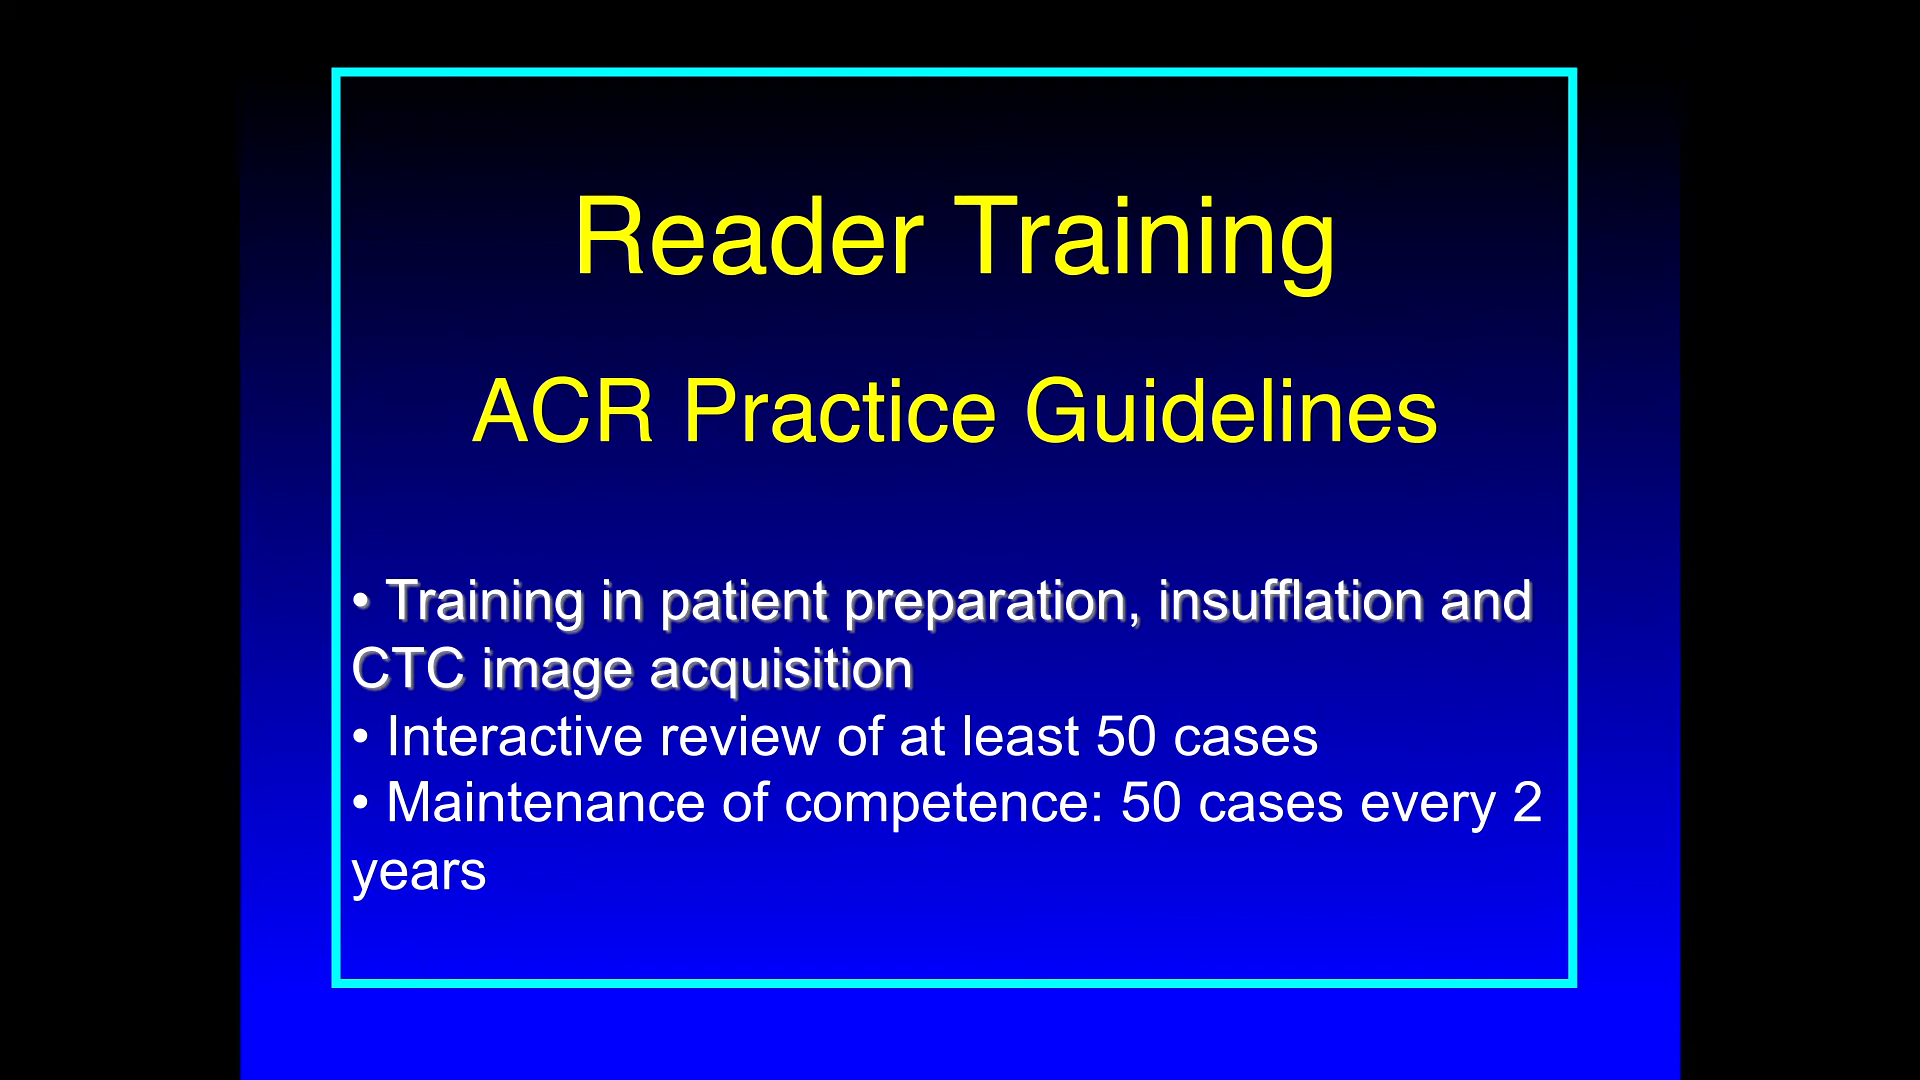 Reader Training
ACR Practice Guidelines
• Training in patient preparation, insufflation and
CTC image acquisition
• Interactive review of at least 50 cases
• Maintenance of competence: 50 cases every 2
years